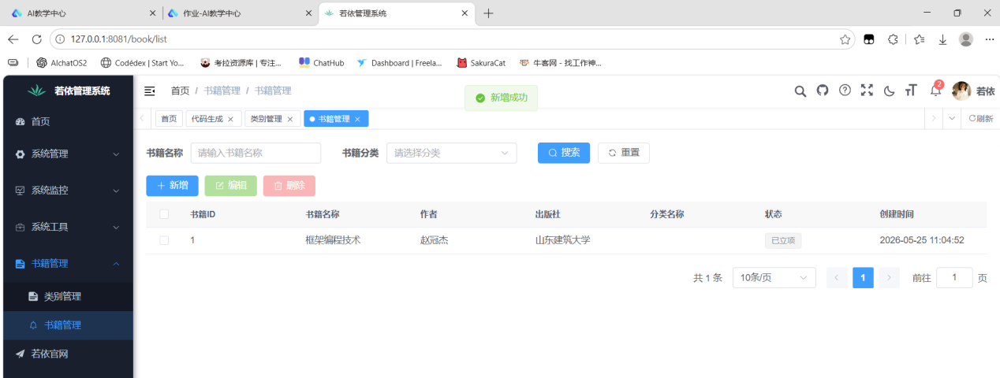 AI教学中心
作业-AI教学中心
若依管理系统
127.0.0.1:8081/book/list
AIchatOS2
Codédex | Start Yo...
考拉资源库 | 专注...
ChatHub
Dashboard | Freela...
SakuraCat
牛客网 - 找工作神...
若依管理系统
首页 / 书籍管理 / 书籍管理
新增成功
2
若依
首页
系统管理
系统监控
系统工具
书籍管理
类别管理
书籍管理
若依官网
首页
代码生成
类别管理
书籍管理
刷新
书籍名称 请输入书籍名称 书籍分类 请选择分类 搜索 重置
新增 编辑 删除
书籍ID 书籍名称 作者 出版社 分类名称 状态 创建时间
1 框架编程技术 赵冠杰 山东建筑大学 已立项 2026-05-25 11:04:52
共 1 条 10条/页 1 前往 1 页